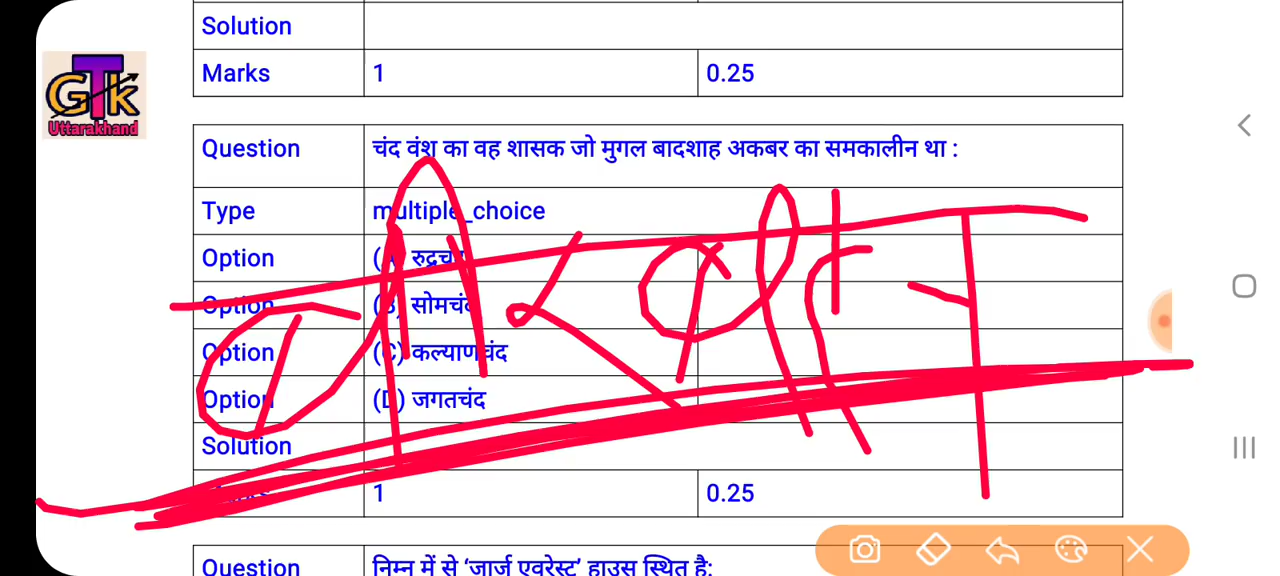 Solution
Marks 1 0.25
GTK
Uttarakhand
Question चंद वंश का वह शासक जो मुगल बादशाह अकबर का समकालीन था :
Type multiple_choice
Option (A) रुद्रचंद
Option (B) सोमचंद
Option (C) कल्याणचंद
Option (D) जगतचंद
Solution
1 0.25
Question निम्न में से ‘जार्ज एवरेस्ट’ हाउस स्थित है: